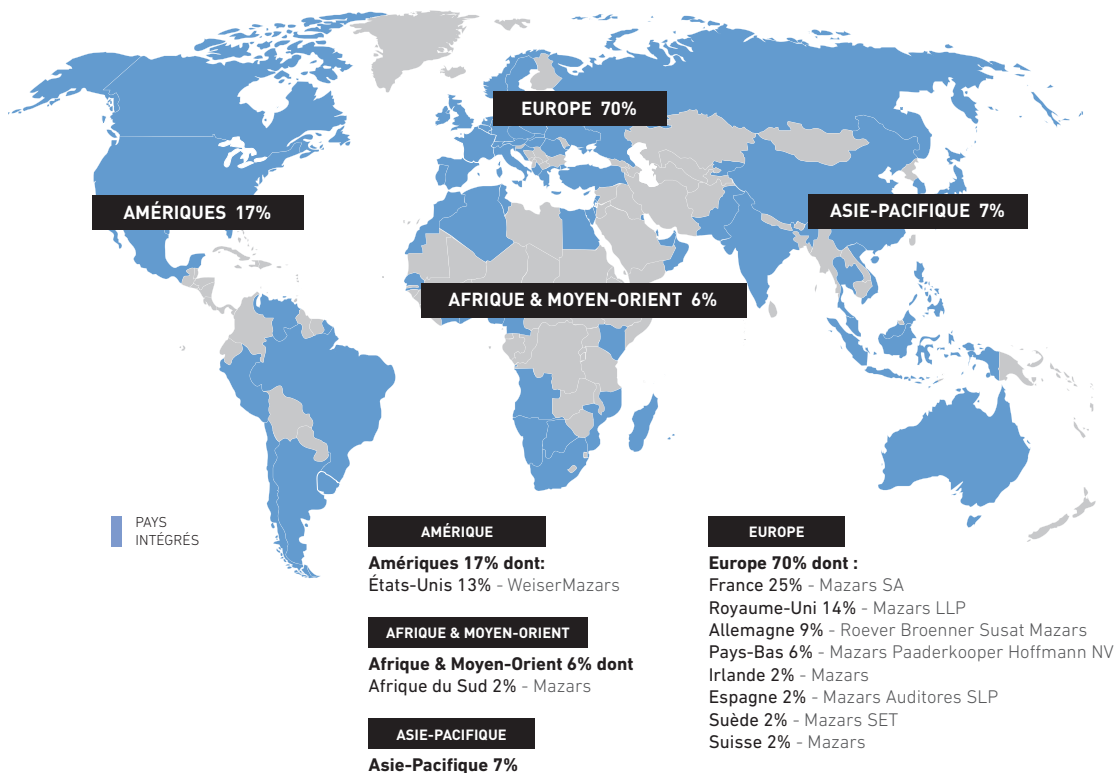 EUROPE 70%
AMÉRIQUES 17%
ASIE-PACIFIQUE 7%
AFRIQUE & MOYEN-ORIENT 6%
PAYS
INTÉGRÉS
AMÉRIQUE
Amériques 17% dont:
États-Unis 13% - WeiserMazars
AFRIQUE & MOYEN-ORIENT
Afrique & Moyen-Orient 6% dont
Afrique du Sud 2% - Mazars
ASIE-PACIFIQUE
Asie-Pacifique 7%
EUROPE
Europe 70% dont :
France 25% - Mazars SA
Royaume-Uni 14% - Mazars LLP
Allemagne 9% - Roever Broenner Susat Mazars
Pays-Bas 6% - Mazars Paaderkooper Hoffmann NV
Irlande 2% - Mazars
Espagne 2% - Mazars Auditores SLP
Suède 2% - Mazars SET
Suisse 2% - Mazars